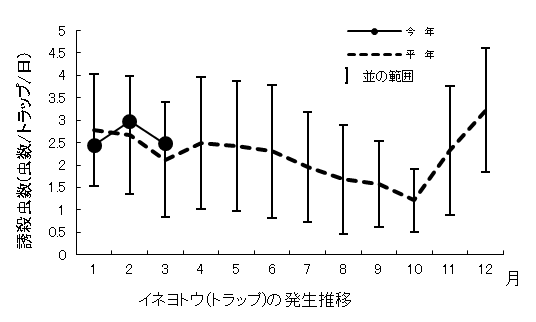 今 年
平 年
並の範囲
誘殺虫数(虫数/トラップ/日)
5
4.5
4
3.5
3
2.5
2
1.5
1
0.5
0
1 2 3 4 5 6 7 8 9 10 11 12
月
イネヨトウ(トラップ)の発生推移